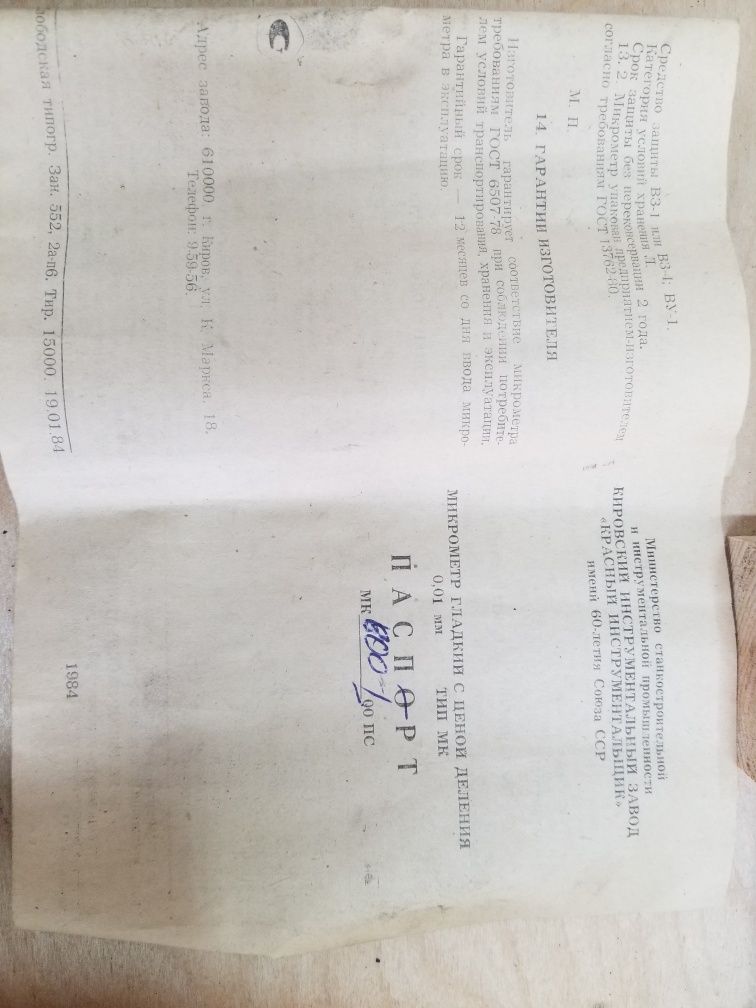 Средство защиты ВЗ-1 или ВЗ-4; ВУ-1.
Категория условий хранения Л.
Срок защиты без переконсервации 2 года.
13. 2. Микрометр упакован предприятием-изготовителем
согласно требованиям ГОСТ 13762-80.
М. П.
14. ГАРАНТИИ ИЗГОТОВИТЕЛЯ
Изготовитель гарантирует соответствие микрометра
требованиям ГОСТ 6507-78 при соблюдении потребите-
лем условий транспортирования, хранения и эксплуатации.
Гарантийный срок — 12 месяцев со дня ввода микро-
метра в эксплуатацию.
Адрес завода: 610000 г. Киров, ул. К. Маркса, 18.
Телефон: 9-59-56.
лободская типогр. Зак. 552, 2а-пб. Тир. 15000. 19.01.84
Министерство станкостроительной
и инструментальной промышленности
КИРОВСКИЙ ИНСТРУМЕНТАЛЬНЫЙ ЗАВОД
«КРАСНЫЙ ИНСТРУМЕНТАЛЬЩИК»
имени 60-летия Союза ССР
МИКРОМЕТР ГЛАДКИЙ С ЦЕНОЙ ДЕЛЕНИЯ
0,01 мм ТИП МК
ПАСПОРТ
МК 00 ПС
1984